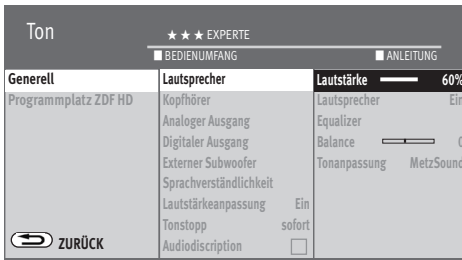 Ton
★ ★ ★ EXPERTE
BEDIENUMFANG
ANLEITUNG
Generell
Programmplatz ZDF HD
ZURÜCK
Lautsprecher
Kopfhörer
Analoger Ausgang
Digitaler Ausgang
Externer Subwoofer
Sprachverständlichkeit
Lautstärkeanpassung Ein
Tonstopp sofort
Audiodiscription
Lautstärke 60%
Lautsprecher Ein
Equalizer
Balance 0
Tonanpassung MetzSound